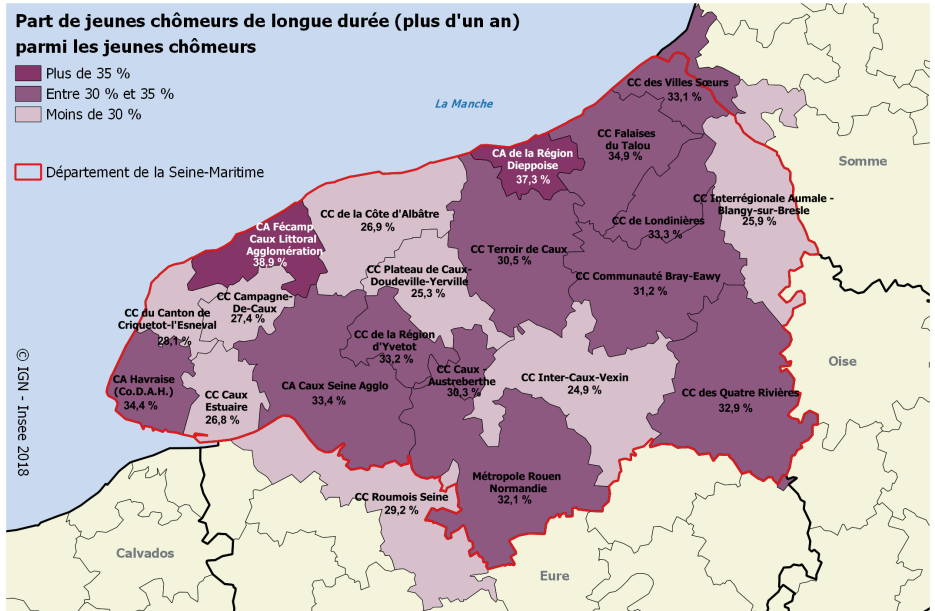 Part de jeunes chômeurs de longue durée (plus d'un an)
parmi les jeunes chômeurs
Plus de 35 %
Entre 30 % et 35 %
Moins de 30 %
Département de la Seine-Maritime
La Manche
CC des Villes Sœurs
33,1 %
CC Falaises
du Talou
34,9 %
CA de la Région
Dieppoise
37,3 %
Somme
CC Interrégionale Aumale -
Blangy-sur-Bresle
25,9 %
CC de la Côte d'Albâtre
26,9 %
CC de Londinières
33,3 %
CA Fécamp
Caux Littoral
Agglomération
38,9 %
CC Terroir de Caux
30,5 %
CC Plateau de Caux-
Doudeville-Yerville
25,3 %
CC Communauté Bray-Eawy
31,2 %
CC Campagne-
De-Caux
27,4 %
CC du Canton de
Criquetot-l'Esneval
28,1 %
CC de la Région
d'Yvetot
33,2 %
Oise
CA Havraise
(Co.D.A.H.)
34,4 %
CC Caux
Estuaire
26,8 %
CA Caux Seine Agglo
33,4 %
CC Caux -
Austreberthe
30,3 %
CC Inter-Caux-Vexin
24,9 %
CC des Quatre Rivières
32,9 %
Métropole Rouen
Normandie
32,1 %
CC Roumois Seine
29,2 %
Calvados
Eure
© IGN - Insee 2018